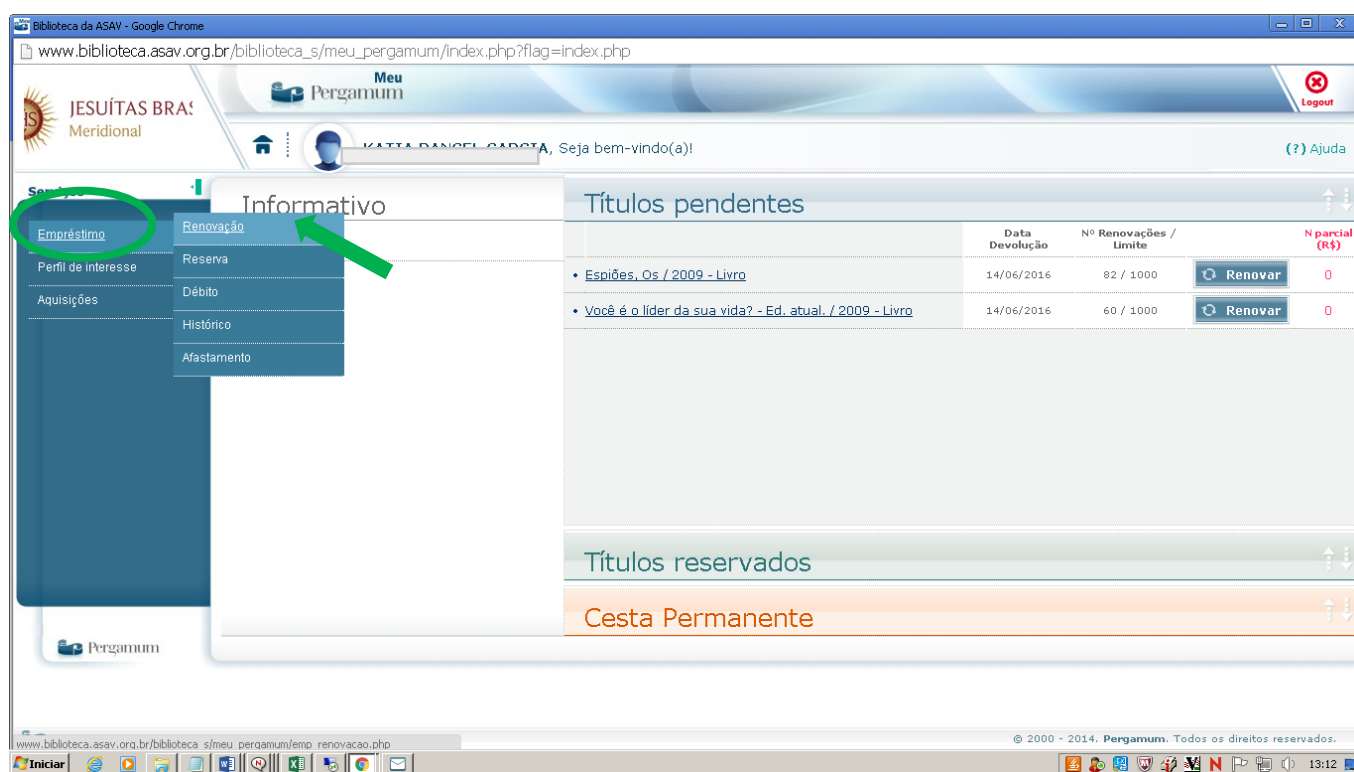 Biblioteca da ASAV - Google Chrome
www.biblioteca.asav.org.br/biblioteca_s/meu_pergamum/index.php?flag=index.php
JESUÍTAS BRAS
Meridional
Meu
Pergamum
Logout
, Seja bem-vindo(a)!
(?) Ajuda
Empréstimo
Perfil de interesse
Aquisições
Renovação
Reserva
Débito
Histórico
Afastamento
Informativo
Títulos pendentes
Data Devolução
Nº Renovações / Limite
N parcial (R$)
• Espiões, Os / 2009 - Livro 14/06/2016 82 / 1000 Renovar 0
• Você é o líder da sua vida? - Ed. atual. / 2009 - Livro 14/06/2016 60 / 1000 Renovar 0
Títulos reservados
Cesta Permanente
Pergamum
© 2000 - 2014. Pergamum. Todos os direitos reservados.
www.biblioteca.asav.org.br/biblioteca_s/meu_pergamum/emp_renovacao.php
Iniciar
13:12